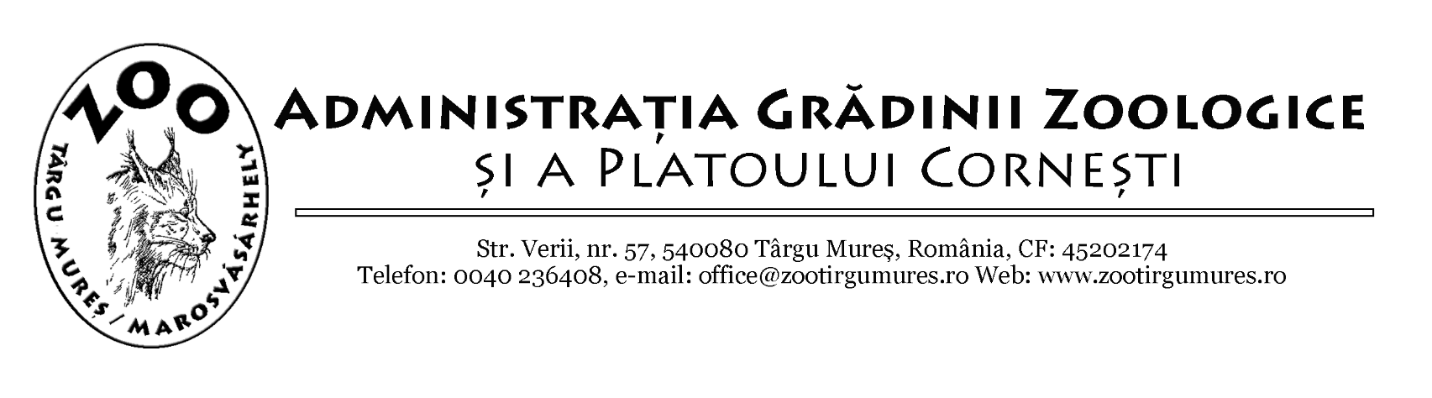 ZOO
TÂRGU MUREȘ / MAROSVÁSÁRHELY
ADMINISTRAȚIA GRĂDINII ZOOLOGICE
ȘI A PLATOULUI CORNEȘTI
Str. Verii, nr. 57, 540080 Târgu Mureș, România, CF: 45202174
Telefon: 0040 236408, e-mail: office@zootirgumures.ro Web: www.zootirgumures.ro